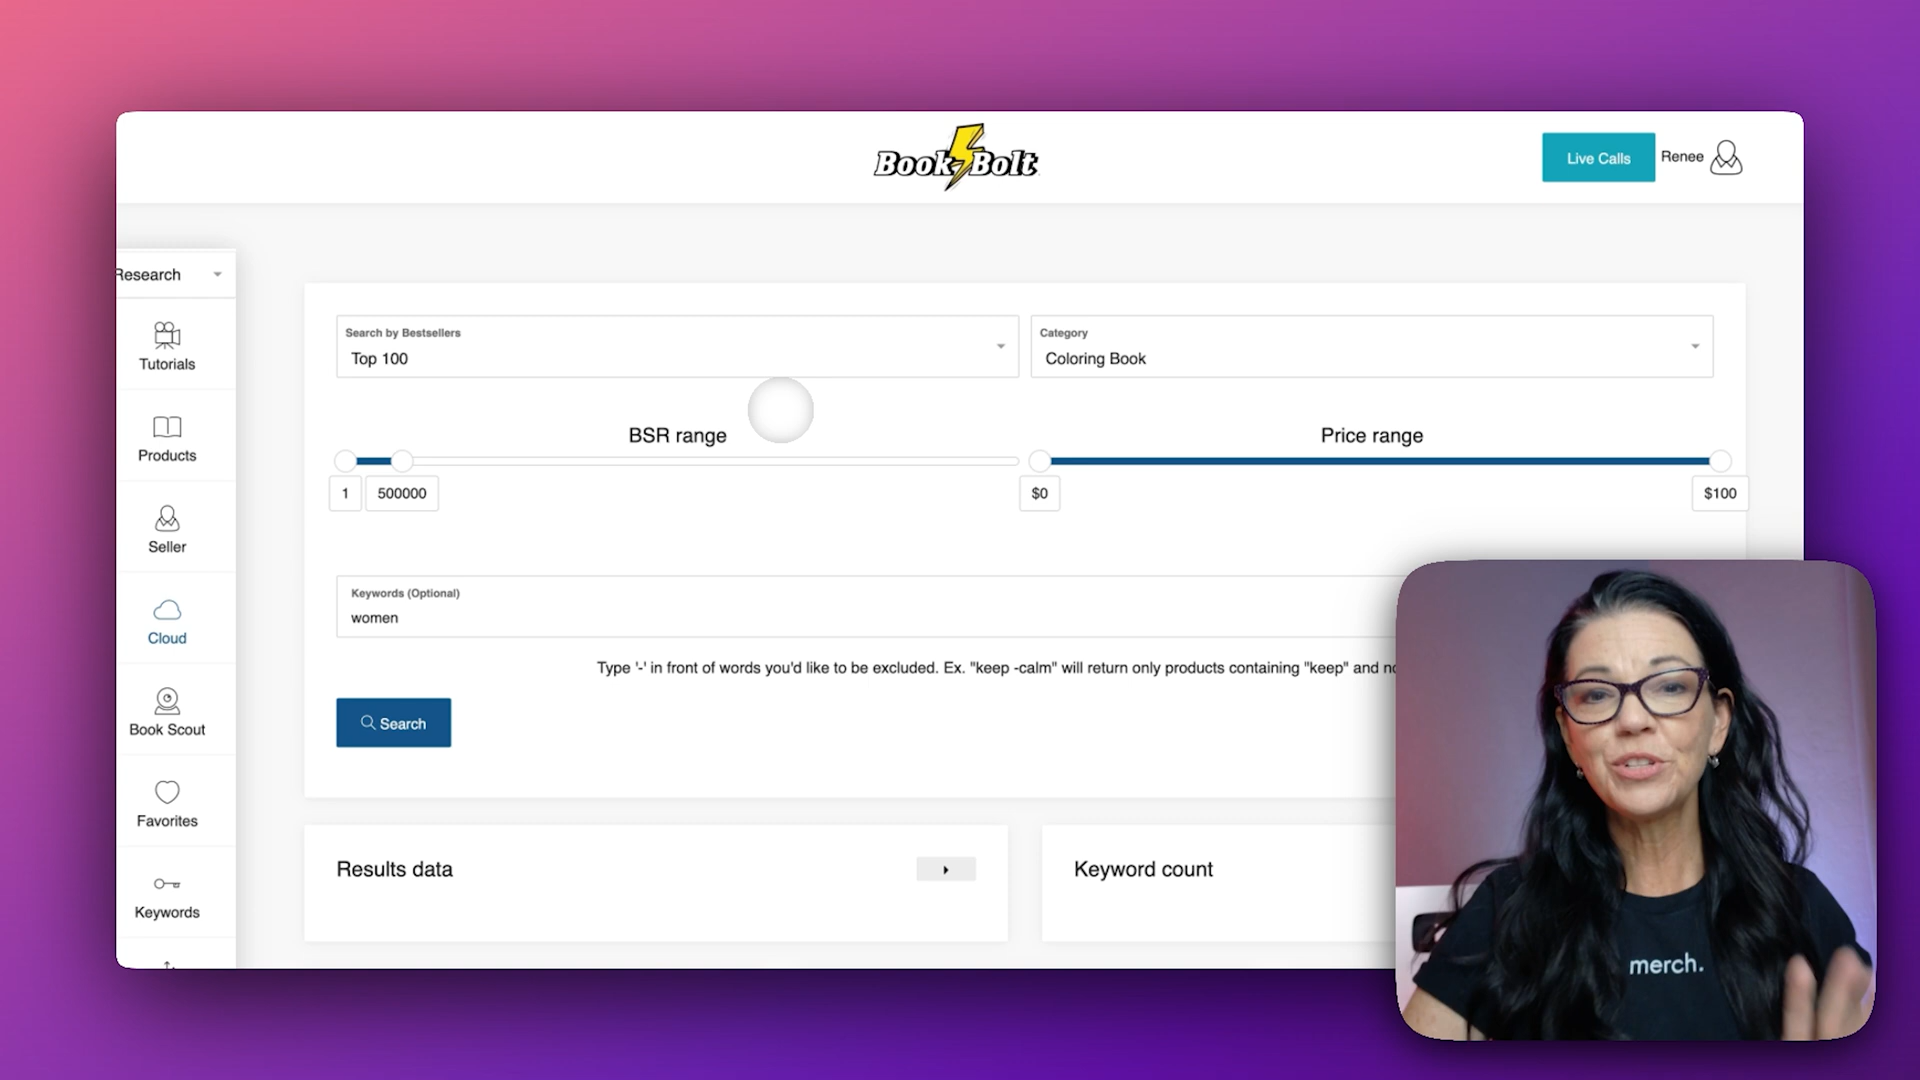 Book Bolt
Live Calls
Renee
Research
Tutorials
Products
Seller
Cloud
Book Scout
Favorites
Keywords
Search by Bestsellers
Top 100
Category
Coloring Book
BSR range
Price range
1
500000
$0
$100
Keywords (Optional)
women
Type '-' in front of words you'd like to be excluded. Ex. "keep -calm" will return only products containing "keep" and
Search
Results data
Keyword count
merch.